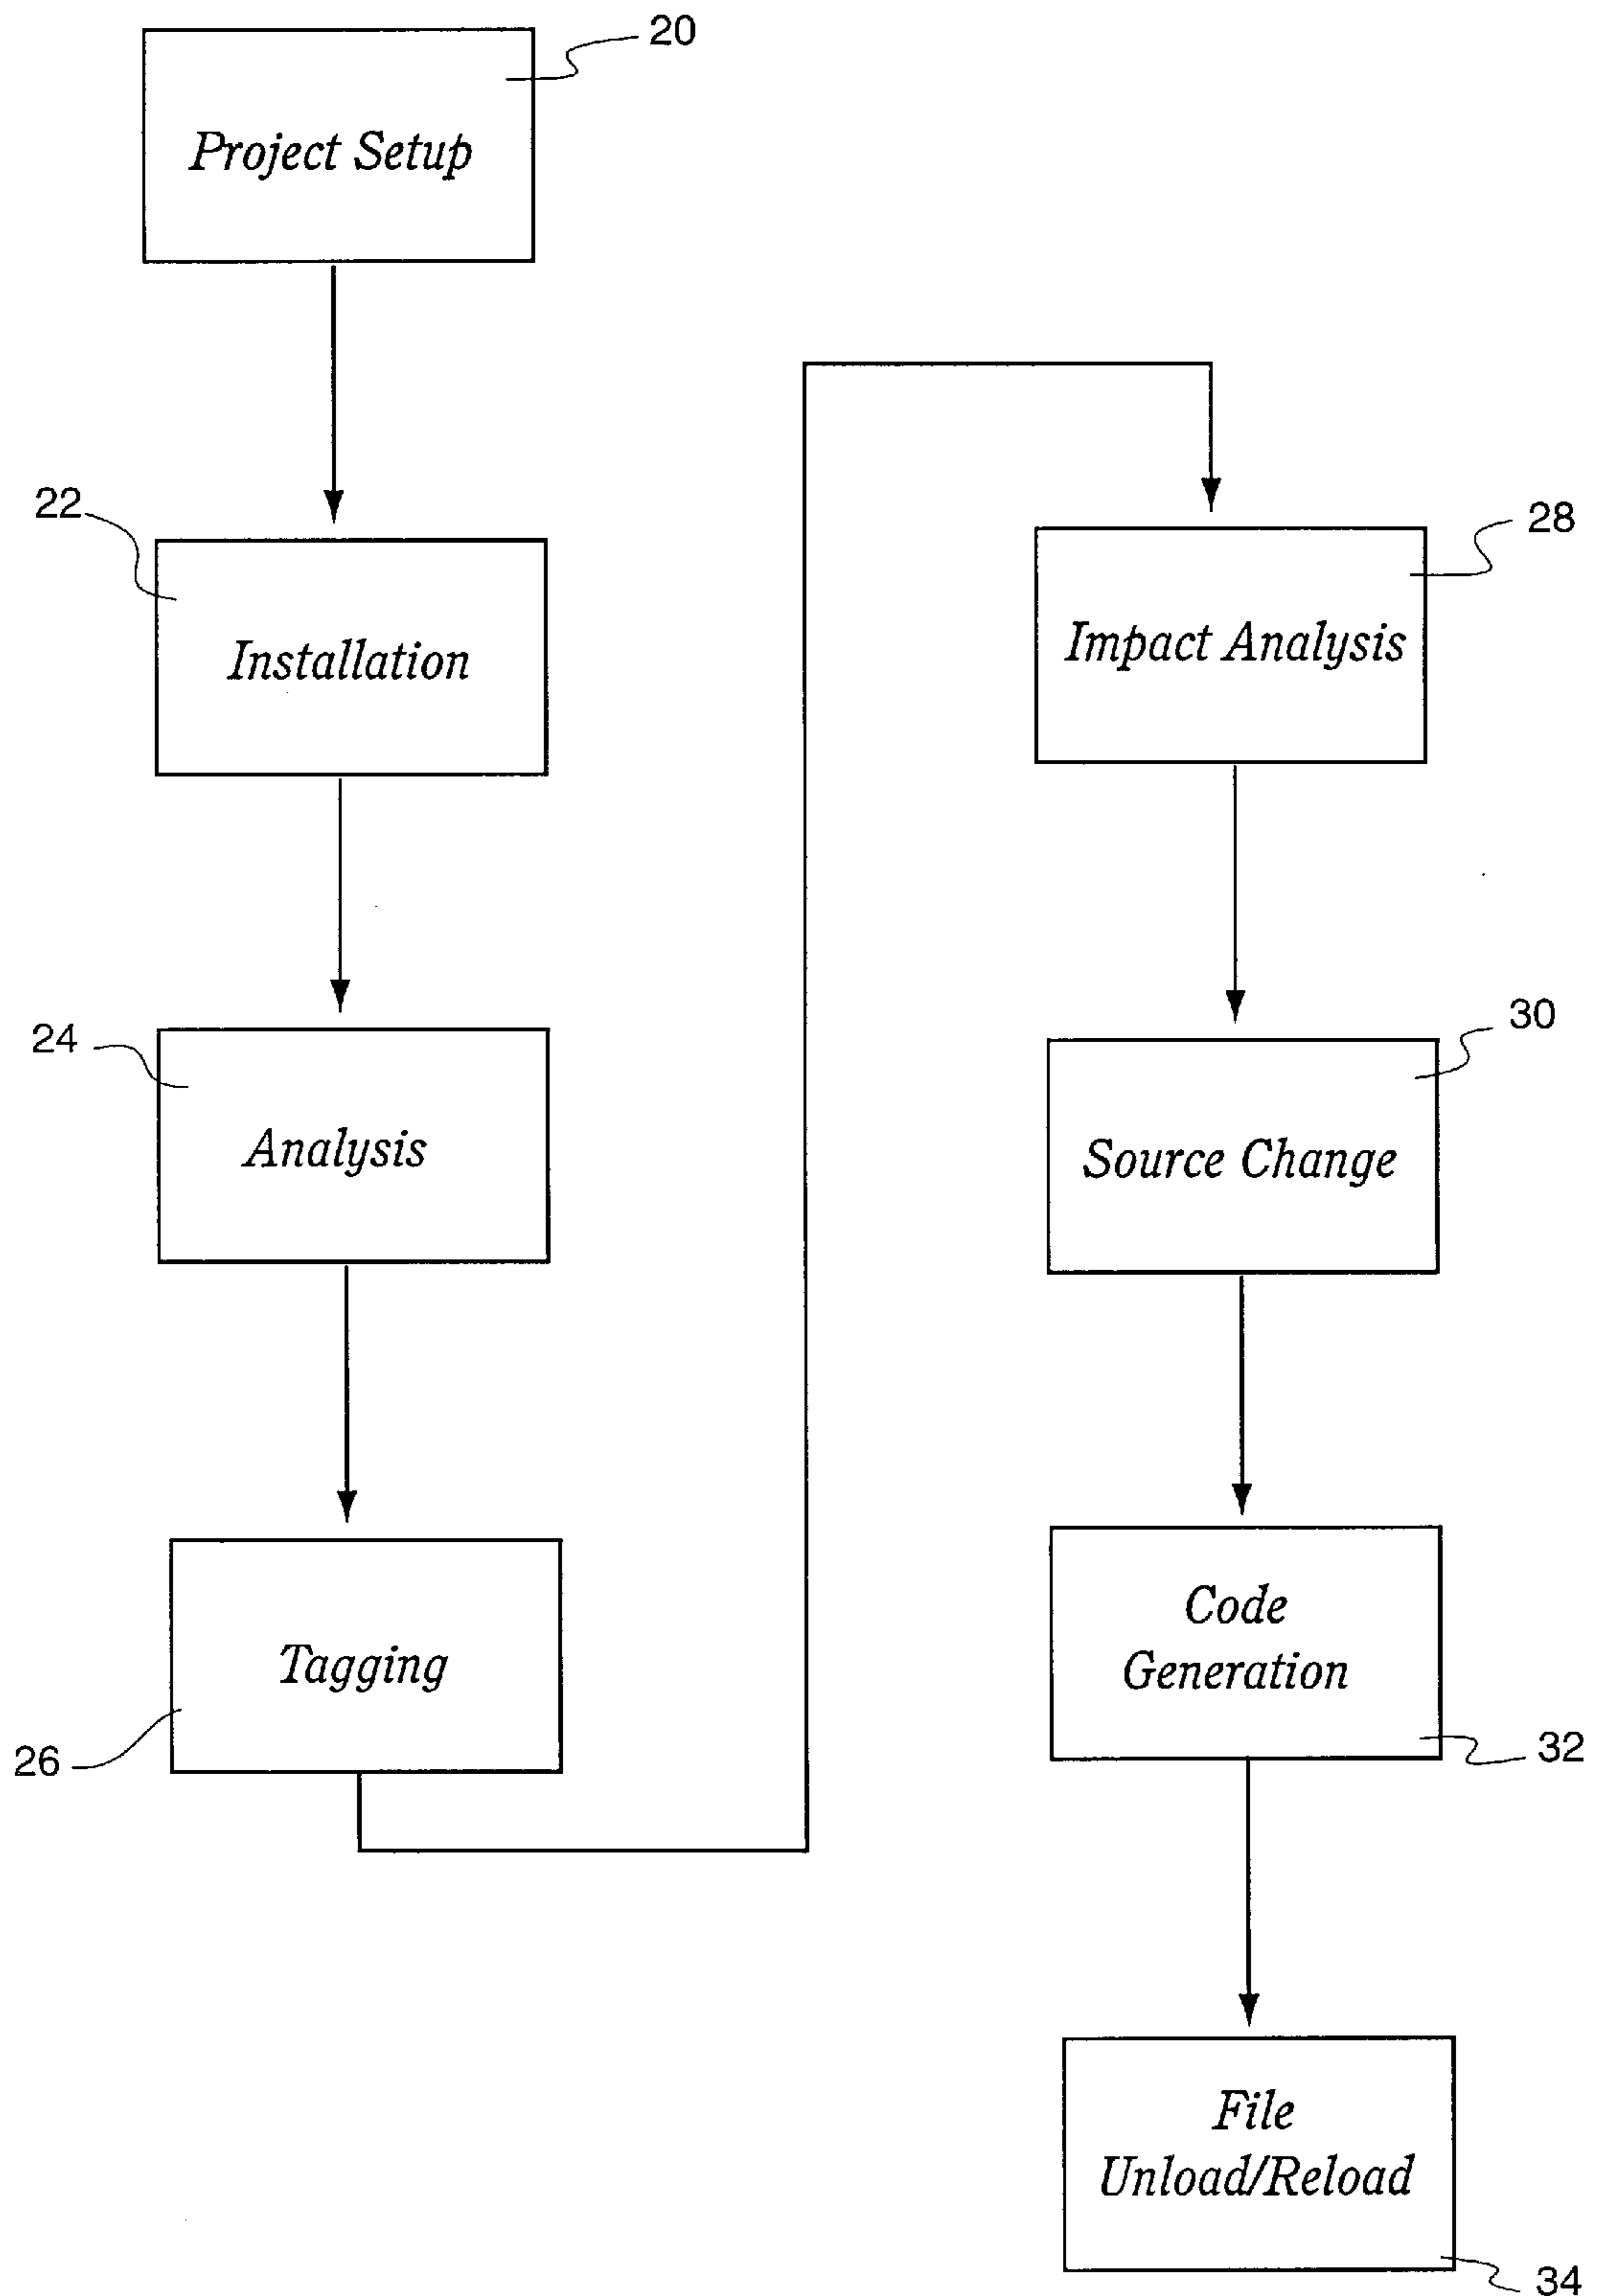 20
Project Setup
22
Installation
24
Analysis
Tagging
26
28
Impact Analysis
30
Source Change
Code
Generation
32
File
Unload/Reload
34